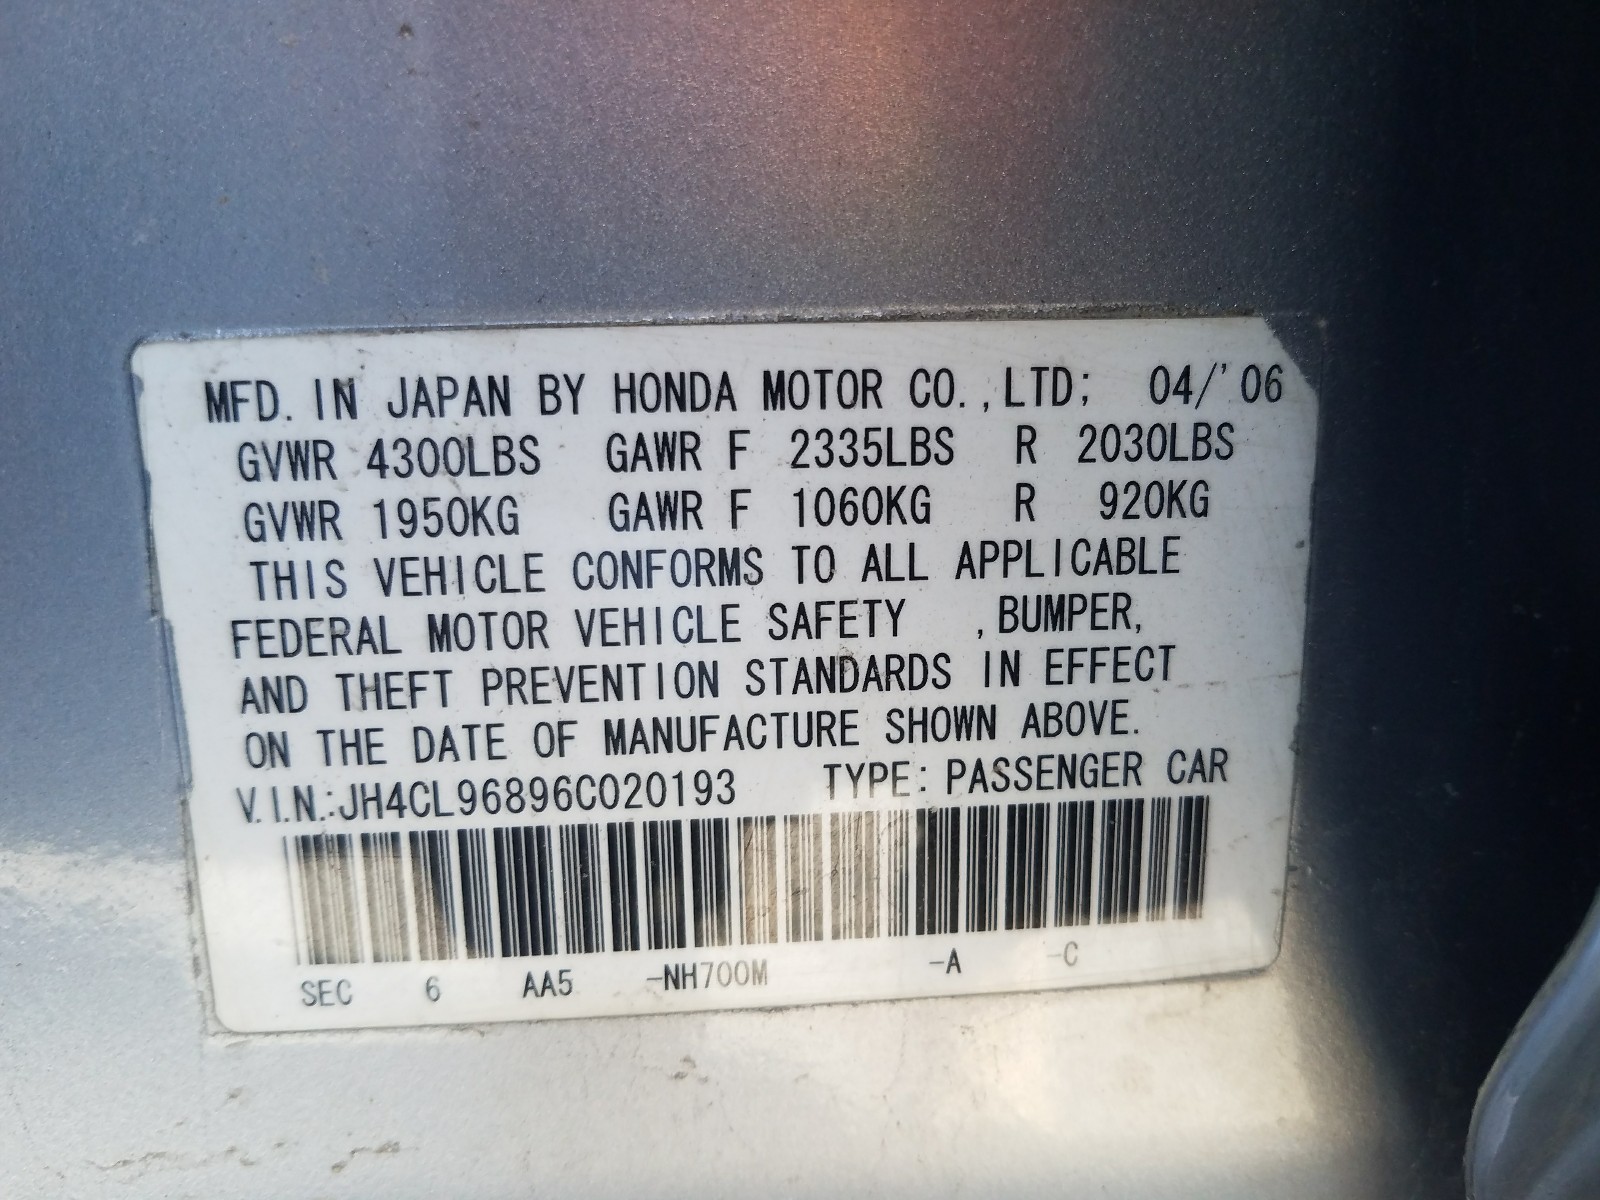 MFD. IN JAPAN BY HONDA MOTOR CO.,LTD; 04/'06
GVWR 4300LBS GAWR F 2335LBS R 2030LBS
GVWR 1950KG GAWR F 1060KG R 920KG
THIS VEHICLE CONFORMS TO ALL APPLICABLE
FEDERAL MOTOR VEHICLE SAFETY ,BUMPER,
AND THEFT PREVENTION STANDARDS IN EFFECT
ON THE DATE OF MANUFACTURE SHOWN ABOVE.
V.I.N.:JH4CL96896C020193 TYPE: PASSENGER CAR
SEC 6 AA5 -NH700M -A -C